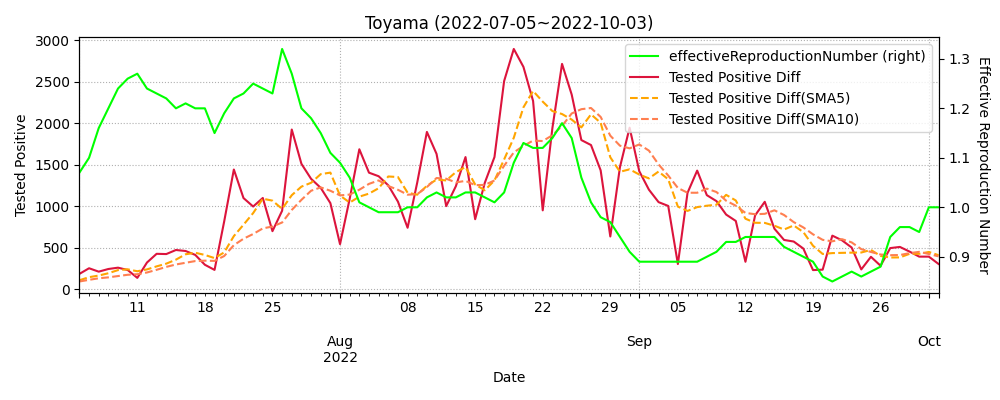 Toyama (2022-07-05~2022-10-03)
effectiveReproductionNumber (right)
Tested Positive Diff
Tested Positive Diff(SMA5)
Tested Positive Diff(SMA10)
Tested Positive
3000
2500
2000
1500
1000
500
0
1.3
1.2
1.1
1.0
0.9
Effective Reproduction Number
11 18 25 08 15 22 29 05 12 19 26
Aug Sep Oct
2022
Date